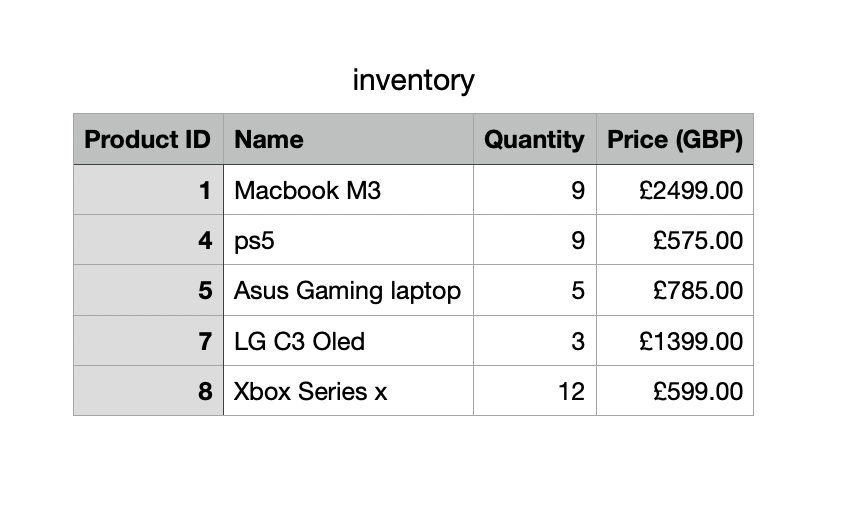 inventory
Product ID Name Quantity Price (GBP)
1 Macbook M3 9 £2499.00
4 ps5 9 £575.00
5 Asus Gaming laptop 5 £785.00
7 LG C3 Oled 3 £1399.00
8 Xbox Series x 12 £599.00